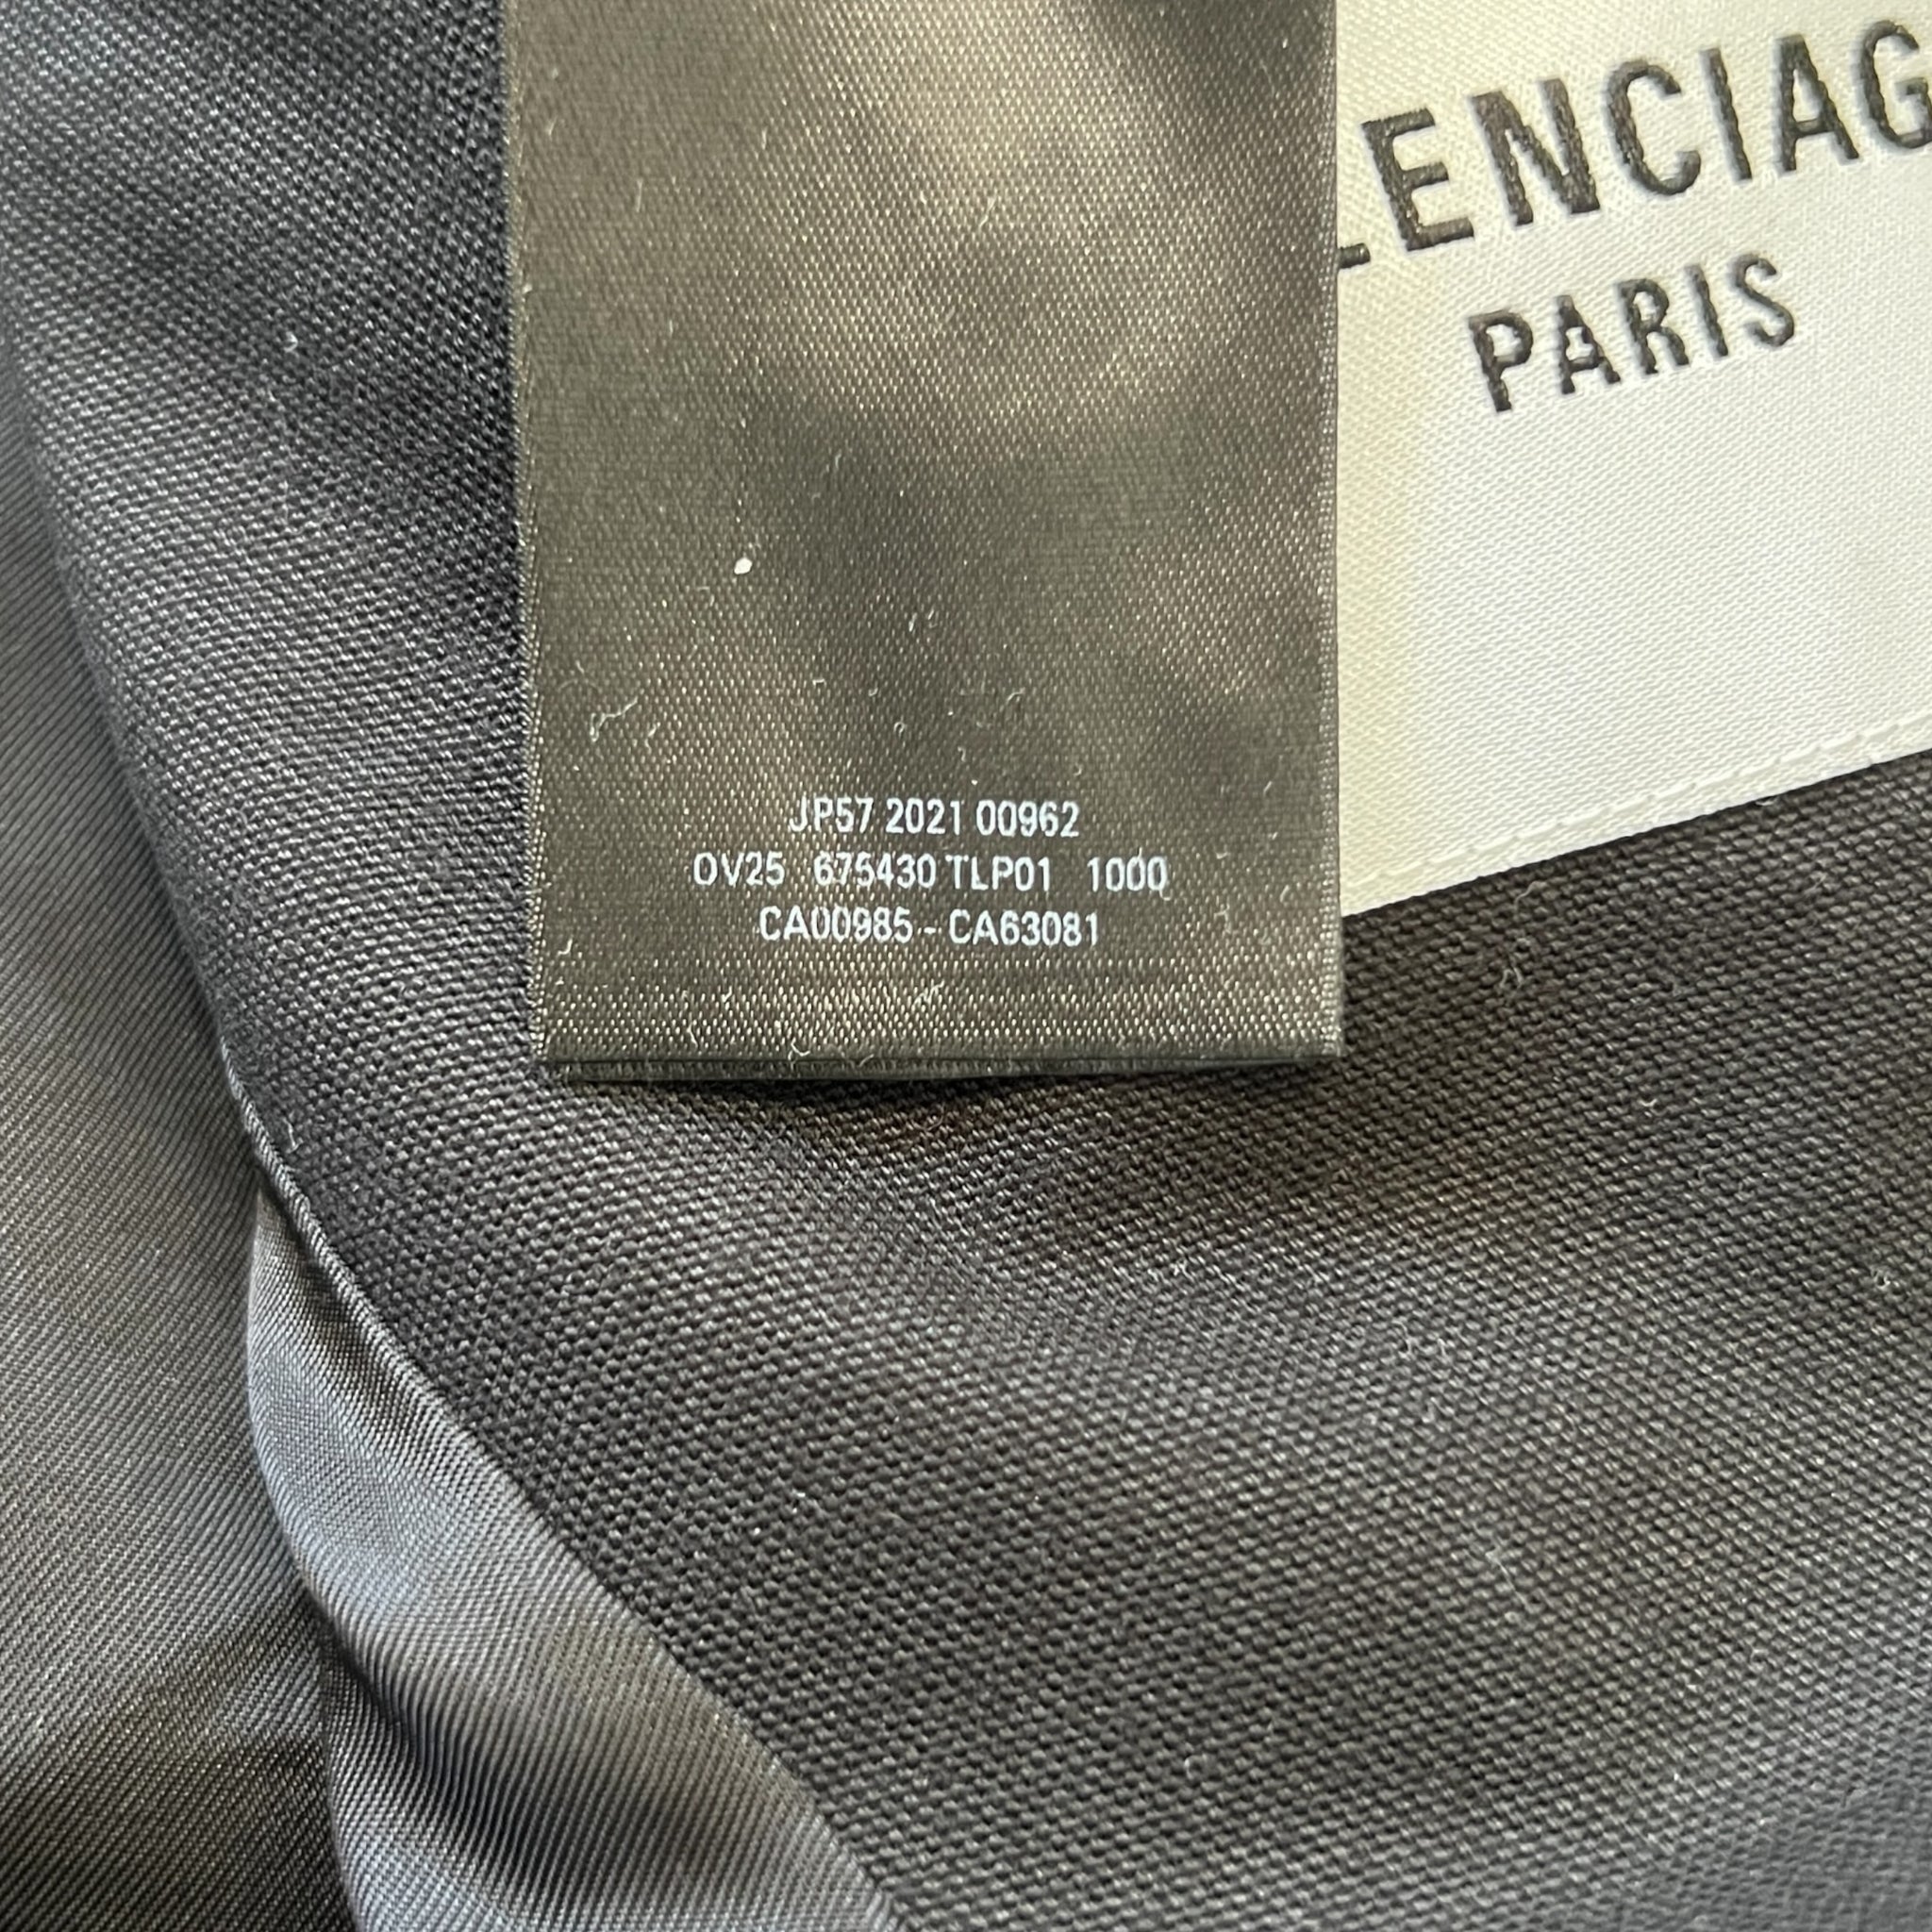 LENCIAG
PARIS
JP57 2021 00962
OV25 675430 TLP01 1000
CA00985 - CA63081